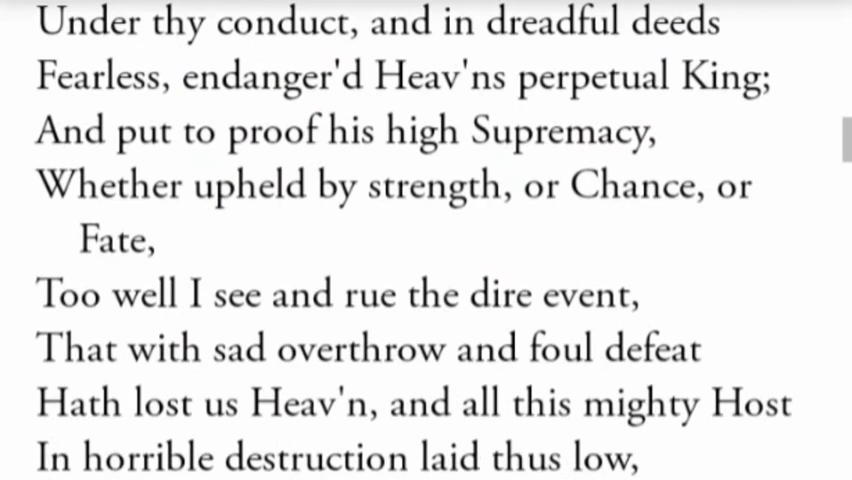 Under thy conduct, and in dreadful deeds
Fearless, endanger'd Heav'ns perpetual King;
And put to proof his high Supremacy,
Whether upheld by strength, or Chance, or
Fate,
Too well I see and rue the dire event,
That with sad overthrow and foul defeat
Hath lost us Heav'n, and all this mighty Host
In horrible destruction laid thus low,